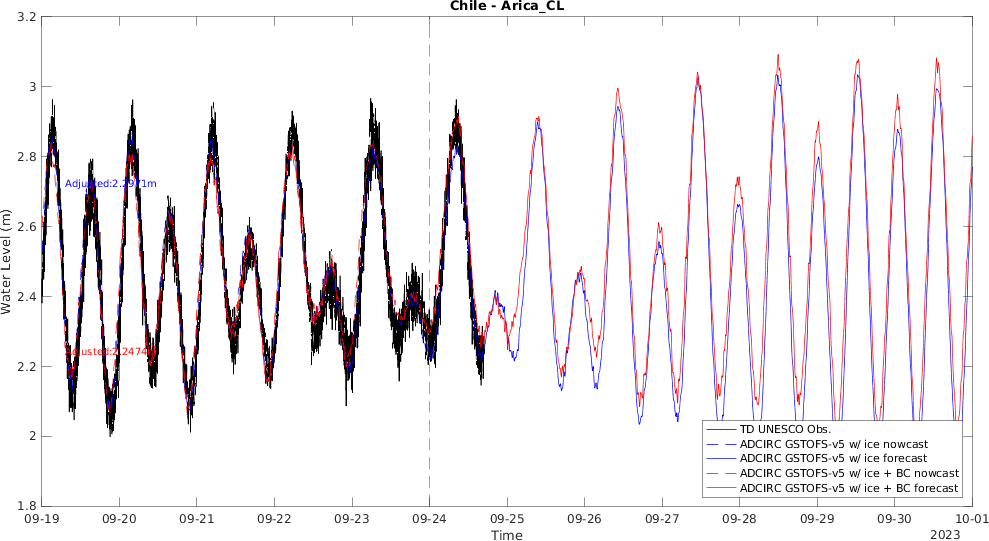 Chile - Arica_CL
3.2
3
2.8
2.6
2.4
2.2
2
1.8
Water Level (m)
Adjusted:2.2971m
Adjusted:2.2474m
TD UNESCO Obs.
ADCIRC GSTOFS-v5 w/ ice nowcast
ADCIRC GSTOFS-v5 w/ ice forecast
ADCIRC GSTOFS-v5 w/ ice + BC nowcast
ADCIRC GSTOFS-v5 w/ ice + BC forecast
09-19 09-20 09-21 09-22 09-23 09-24 09-25 09-26 09-27 09-28 09-29 09-30 10-01
Time
2023